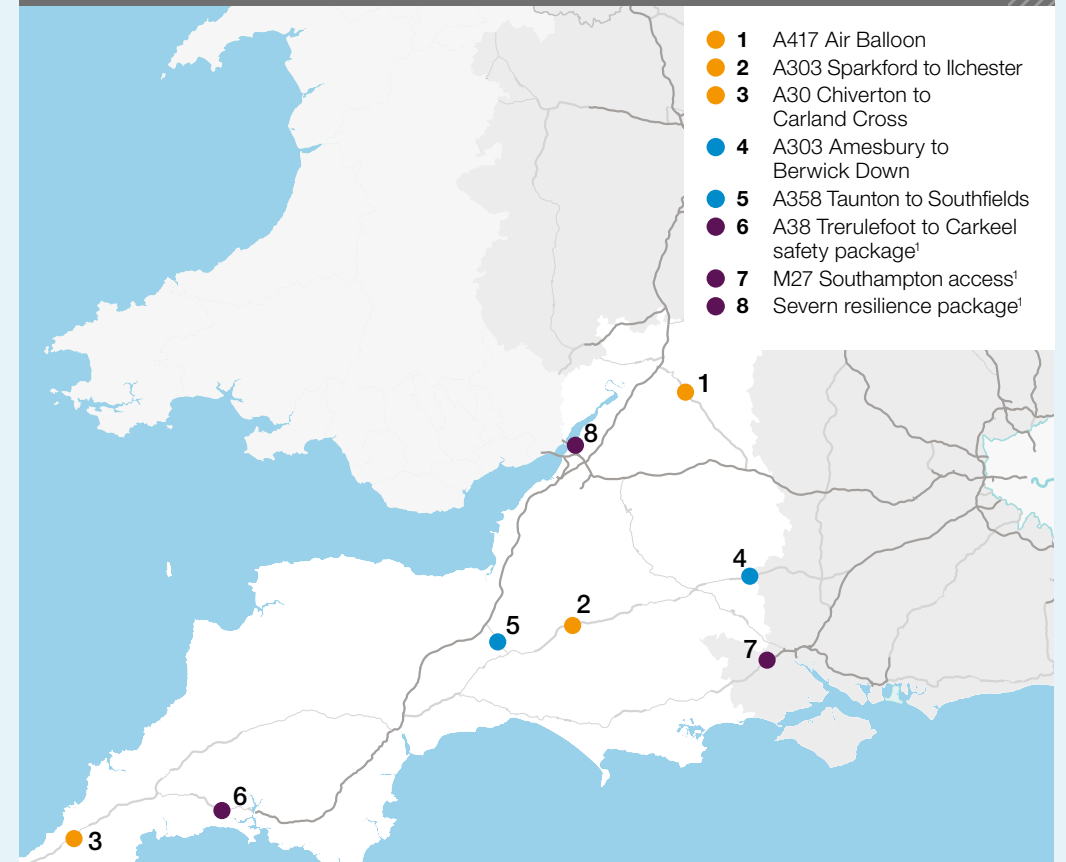 1 A417 Air Balloon
2 A303 Sparkford to Ilchester
3 A30 Chiverton to
Carland Cross
4 A303 Amesbury to
Berwick Down
5 A358 Taunton to Southfields
6 A38 Trerulefoot to Carkeel
safety package¹
7 M27 Southampton access¹
8 Severn resilience package¹
1
8
4
2
5
7
6
3